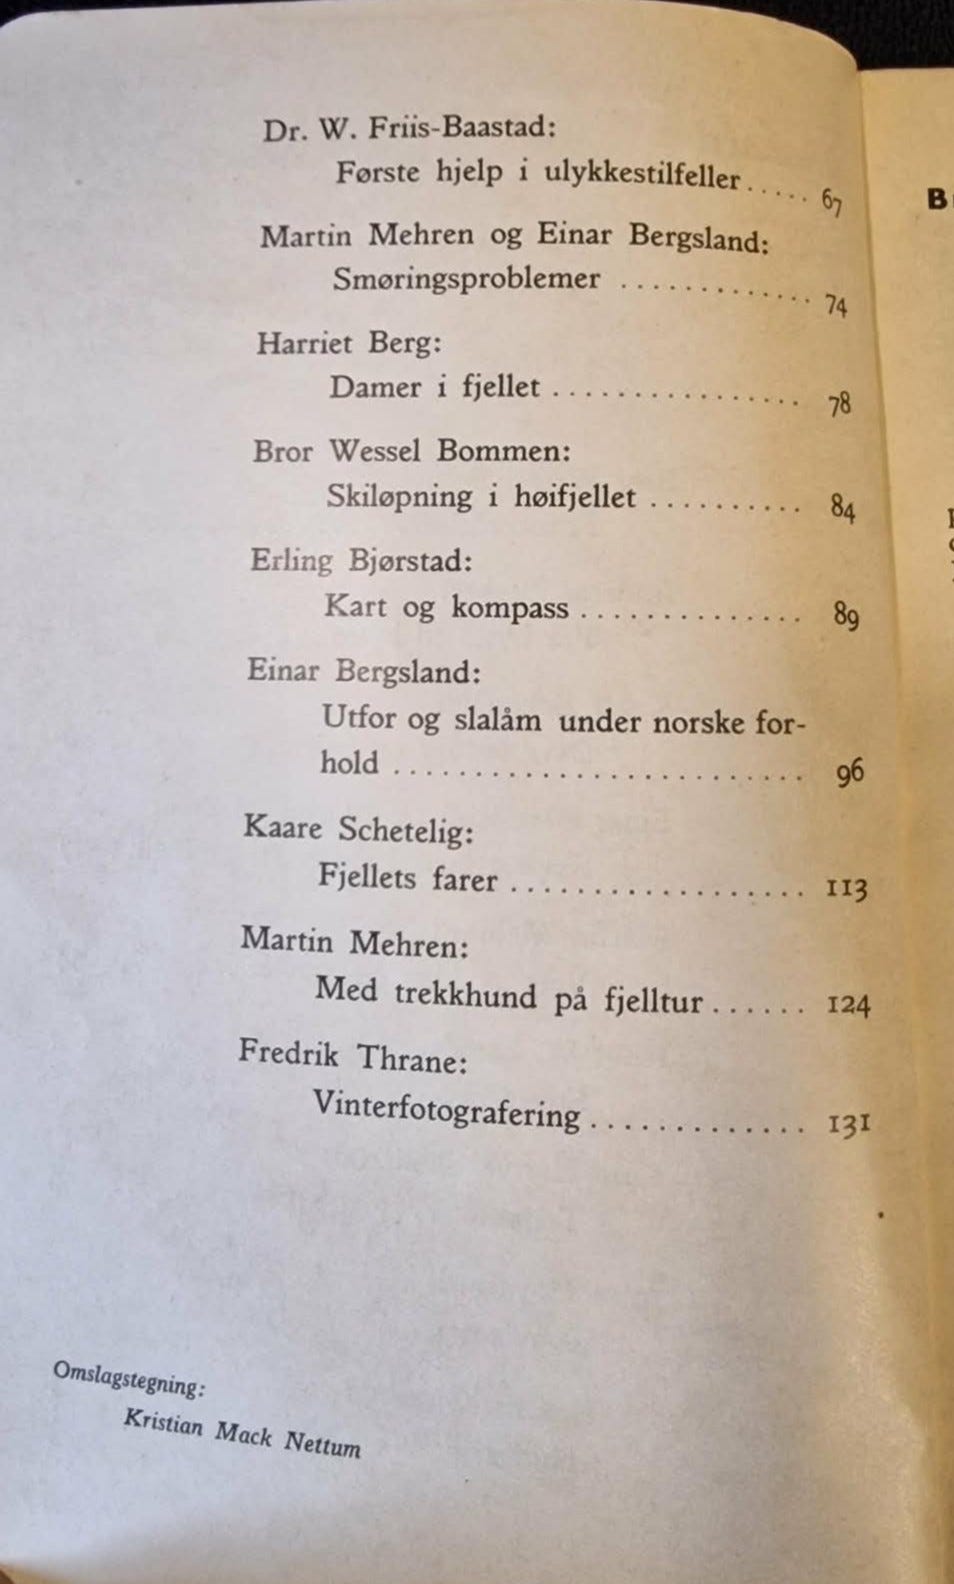 Dr. W. Friis-Baastad:
Første hjelp i ulykkestilfeller ..... 67
Martin Mehren og Einar Bergsland:
Smøringsproblemer ............ 74
Harriet Berg:
Damer i fjellet ................ 78
Bror Wessel Bommen:
Skiløpning i høifjellet .......... 84
Erling Bjørstad:
Kart og kompass .............. 89
Einar Bergsland:
Utfor og slalåm under norske for-
hold .......................... 96
Kaare Schetelig:
Fjellets farer ................... 113
Martin Mehren:
Med trekkhund på fjelltur ...... 124
Fredrik Thrane:
Vinterfotografering ............. 131
Omslagstegning:
Kristian Mack Nettum